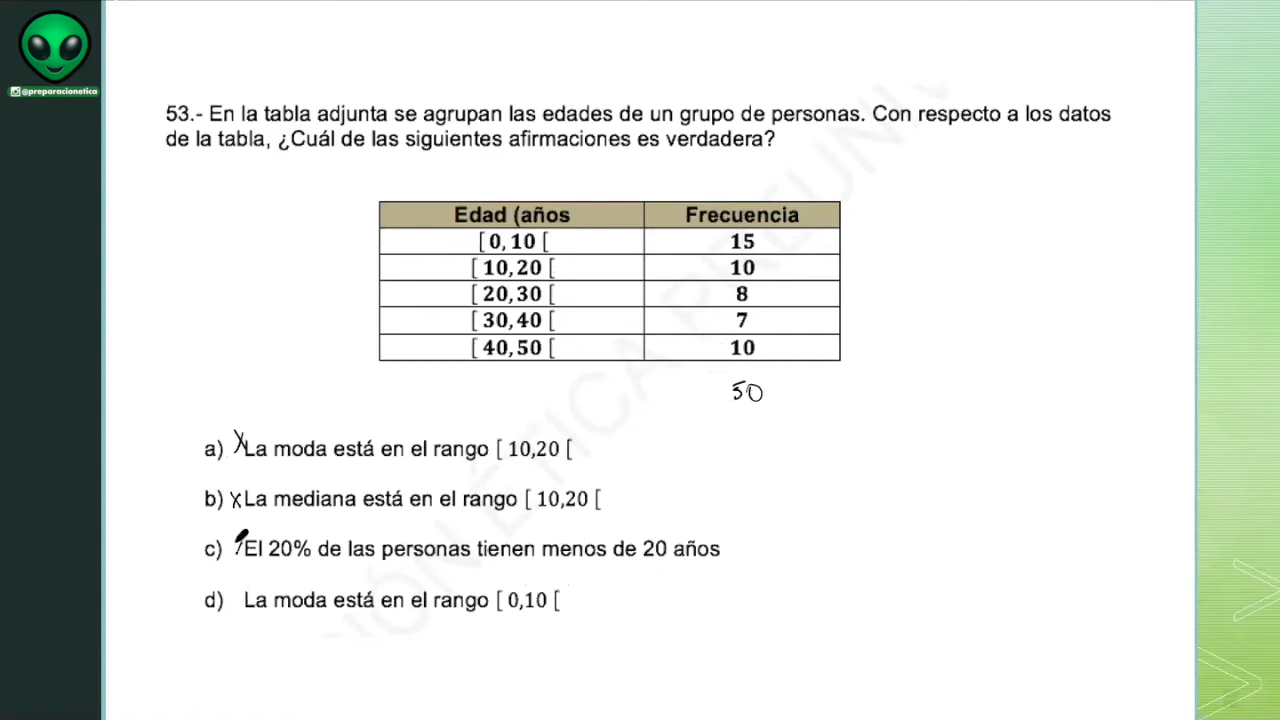 @preparacionetica
53.- En la tabla adjunta se agrupan las edades de un grupo de personas. Con respecto a los datos
de la tabla, ¿Cuál de las siguientes afirmaciones es verdadera?
Edad (años Frecuencia
[ 0, 10 [ 15
[ 10, 20 [ 10
[ 20, 30 [ 8
[ 30, 40 [ 7
[ 40, 50 [ 10
50
a) X La moda está en el rango [ 10,20 [
b) X La mediana está en el rango [ 10,20 [
c) El 20% de las personas tienen menos de 20 años
d) La moda está en el rango [ 0,10 [